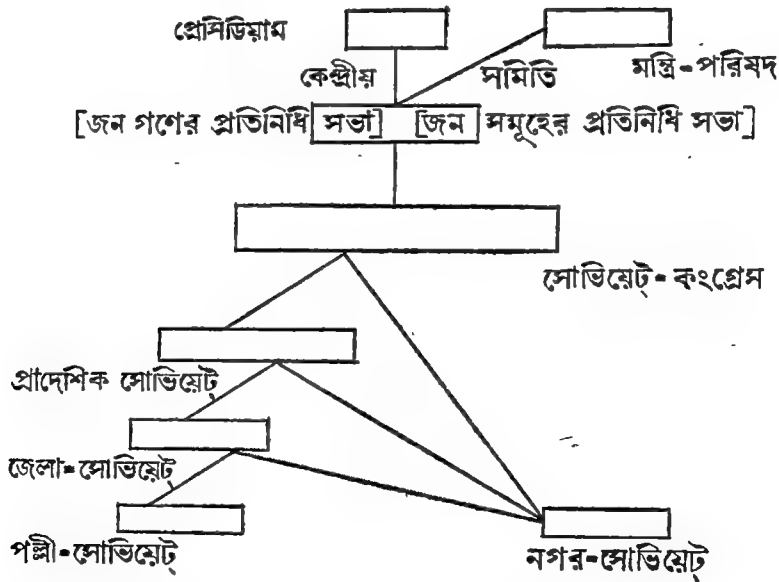 প্রেসিডিয়াম
কেন্দ্রীয় সমিতি মন্ত্রি-পরিষদ
[জন গণের প্রতিনিধি সভা] [জন সমূহের প্রতিনিধি সভা]
সোভিয়েট্-কংগ্রেস
প্রাদেশিক সোভিয়েট্
জেলা-সোভিয়েট্
পল্লী-সোভিয়েট্ নগর-সোভিয়েট্